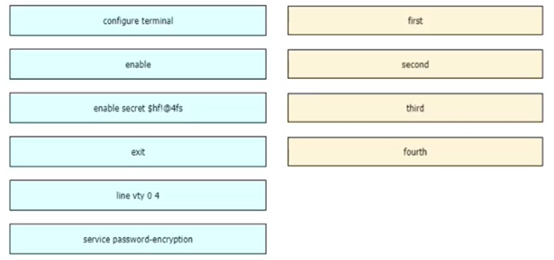 configure terminal
first
enable
second
enable secret $hf!@4fs
third
exit
fourth
line vty 0 4
service password-encryption